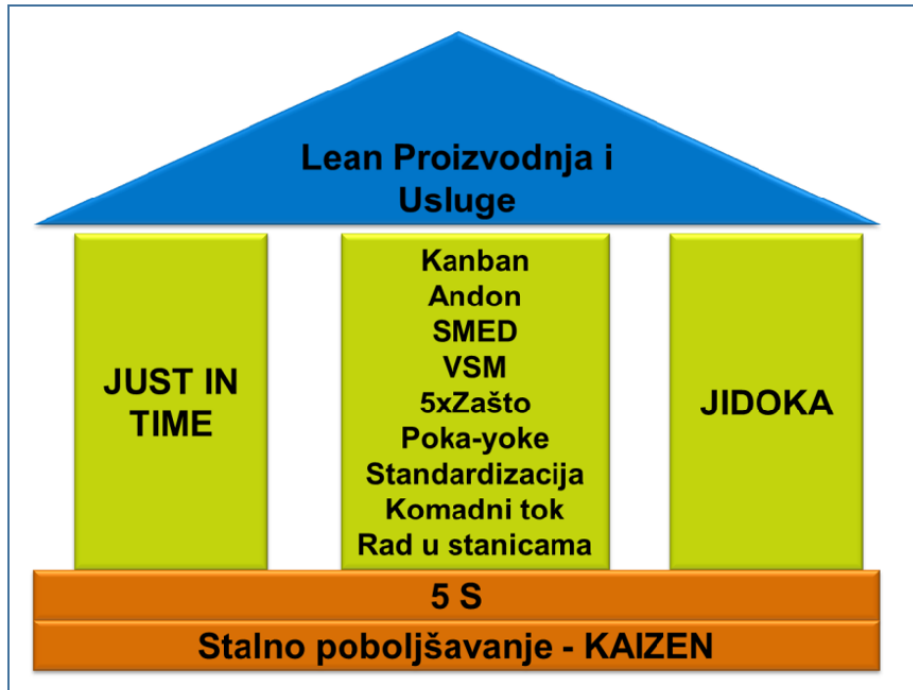 Lean Proizvodnja i
Usluge
JUST IN
TIME
Kanban
Andon
SMED
VSM
5xZašto
Poka-yoke
Standardizacija
Komadni tok
Rad u stanicama
JIDOKA
5 S
Stalno poboljšavanje - KAIZEN